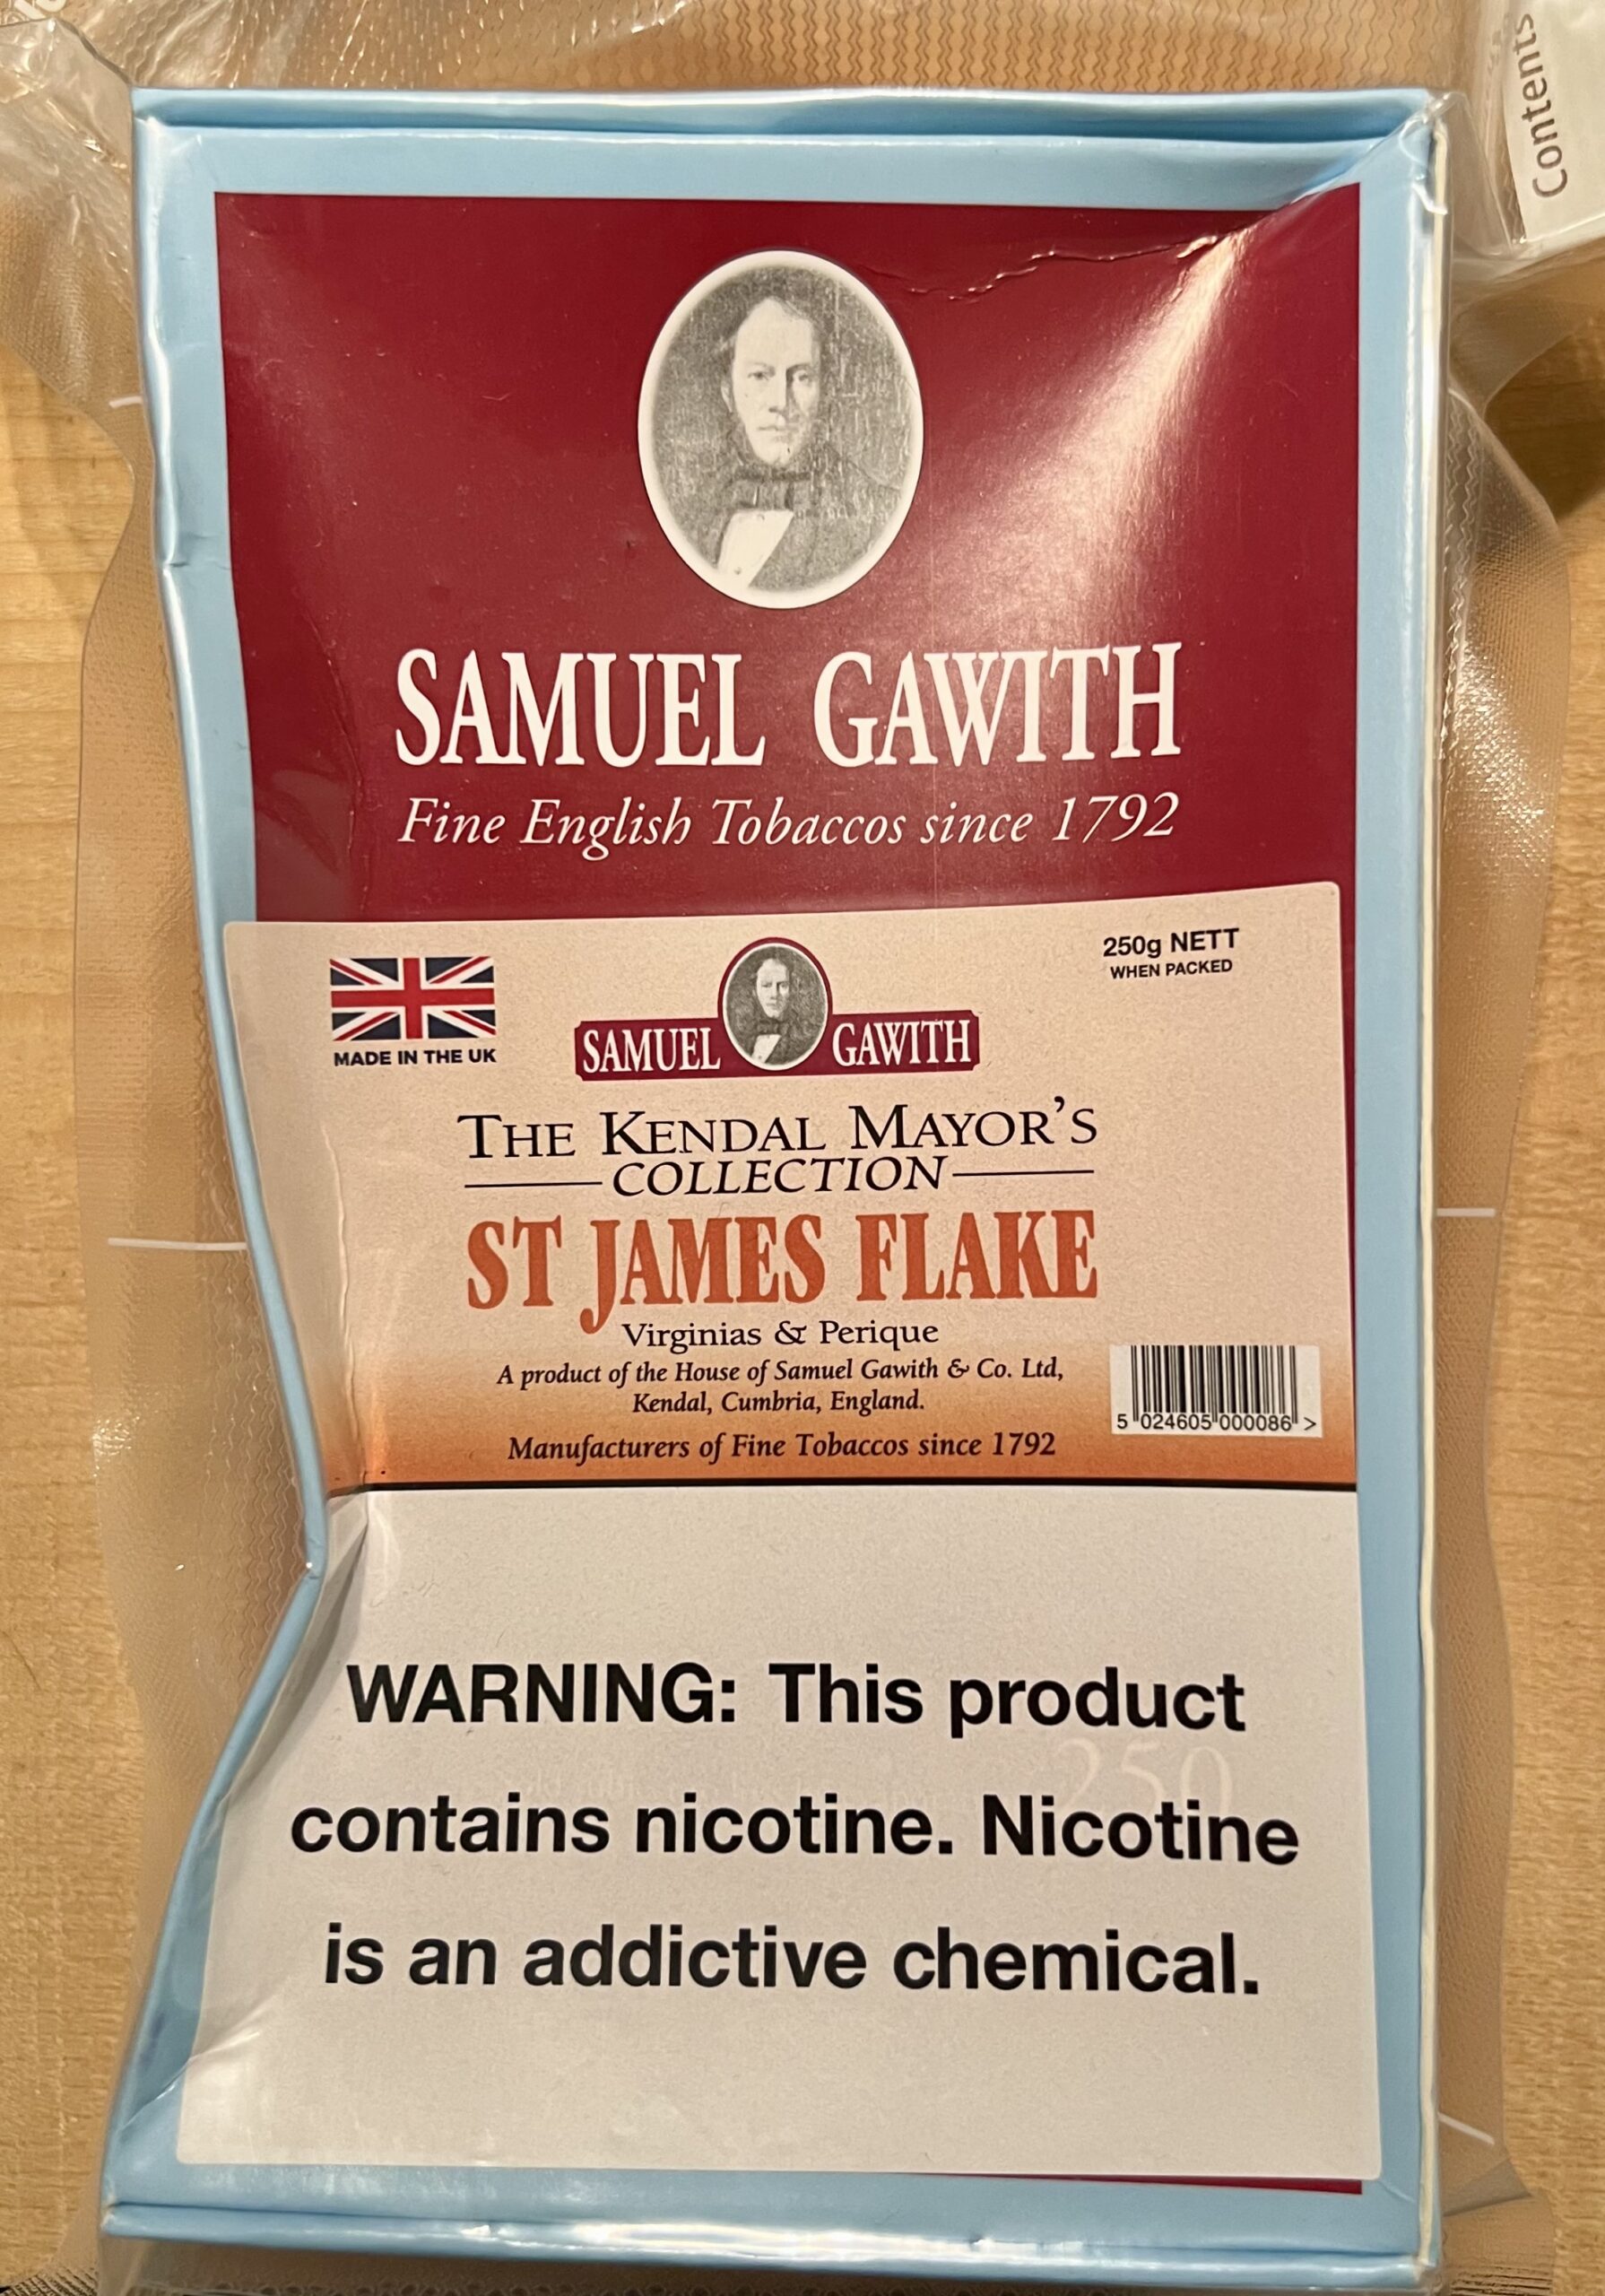 Contents
SAMUEL GAWITH
Fine English Tobaccos since 1792
250g NETT
WHEN PACKED
MADE IN THE UK
SAMUEL GAWITH
THE KENDAL MAYOR'S
COLLECTION
ST JAMES FLAKE
Virginias & Perique
A product of the House of Samuel Gawith & Co. Ltd,
Kendal, Cumbria, England.
Manufacturers of Fine Tobaccos since 1792
5 024605 000086 >
WARNING: This product
250
contains nicotine. Nicotine
is an addictive chemical.